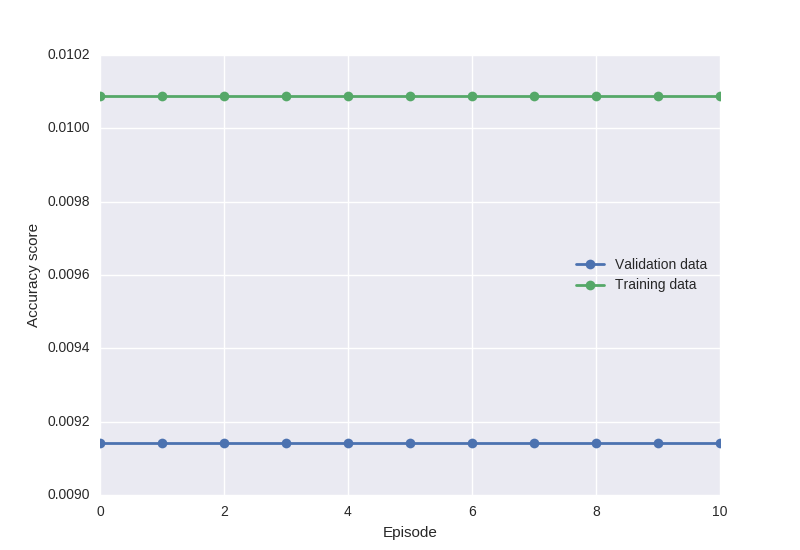 0.0102
0.0100
0.0098
0.0096
0.0094
0.0092
0.0090
Accuracy score
Validation data
Training data
0 2 4 6 8 10
Episode